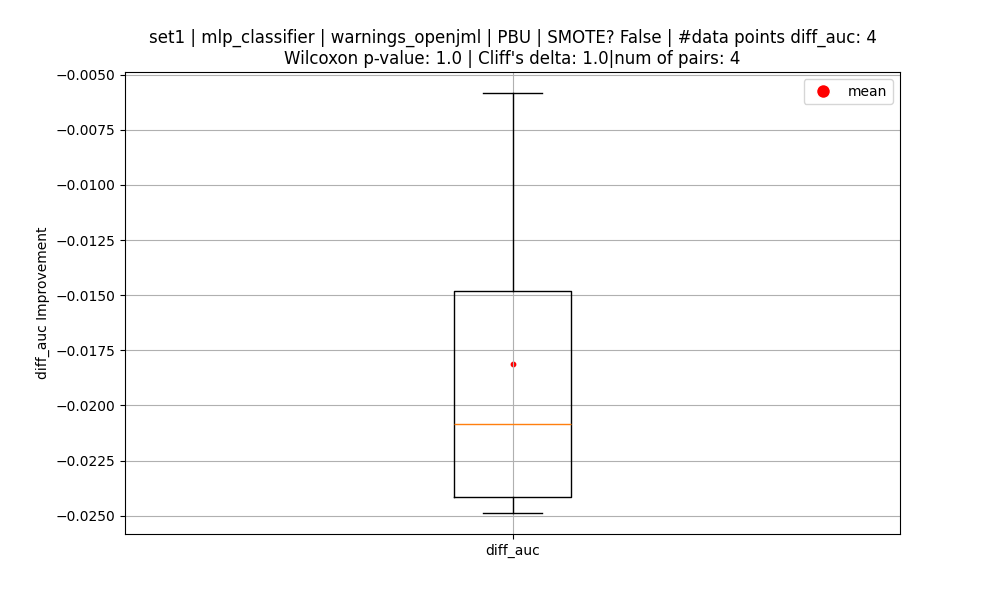 set1 | mlp_classifier | warnings_openjml | PBU | SMOTE? False | #data points diff_auc: 4
Wilcoxon p-value: 1.0 | Cliff's delta: 1.0|num of pairs: 4
mean
−0.0050
−0.0075
−0.0100
−0.0125
−0.0150
−0.0175
−0.0200
−0.0225
−0.0250
diff_auc Improvement
diff_auc